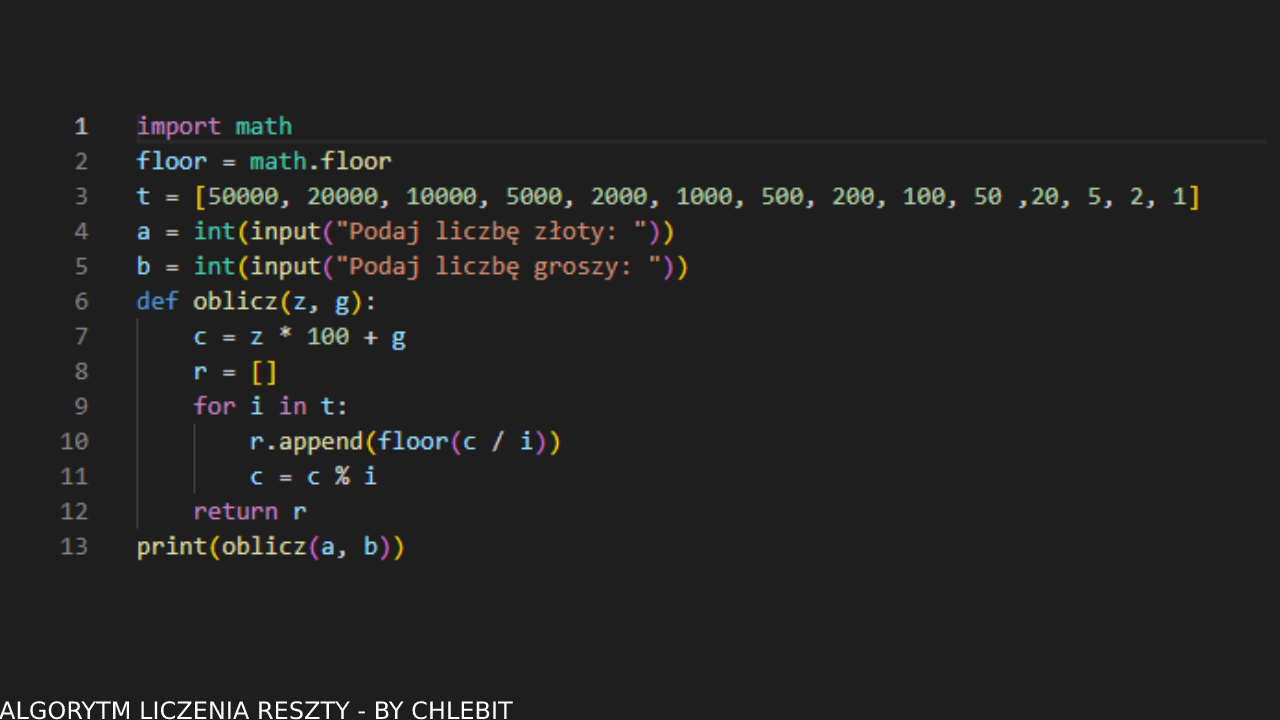 1 import math
2 floor = math.floor
3 t = [50000, 20000, 10000, 5000, 2000, 1000, 500, 200, 100, 50 ,20, 5, 2, 1]
4 a = int(input("Podaj liczbę złoty: "))
5 b = int(input("Podaj liczbę groszy: "))
6 def oblicz(z, g):
7     c = z * 100 + g
8     r = []
9     for i in t:
10         r.append(floor(c / i))
11         c = c % i
12     return r
13 print(oblicz(a, b))
ALGORYTM LICZENIA RESZTY - BY CHLEBIT